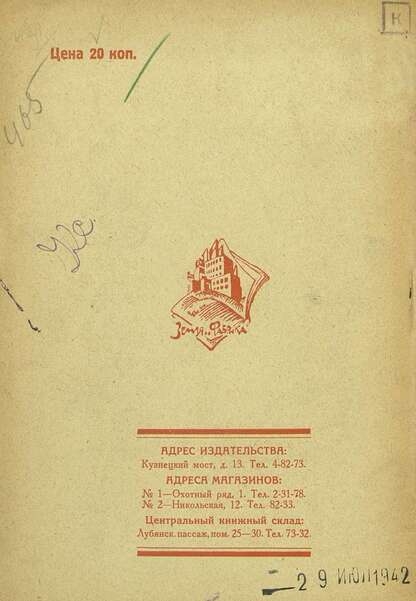 К
Цена 20 коп.
465
Земля и Фабрика
АДРЕС ИЗДАТЕЛЬСТВА:
Кузнецкий мост, д. 13. Тел. 4-82-73.
АДРЕСА МАГАЗИНОВ:
№ 1—Охотный ряд, 1. Тел. 2-31-78.
№ 2—Никольская, 12. Тел. 82-33.
Центральный книжный склад:
Лубянск. пассаж, пом. 25—30. Тел. 73-32.
29 ИЮЛ 1942